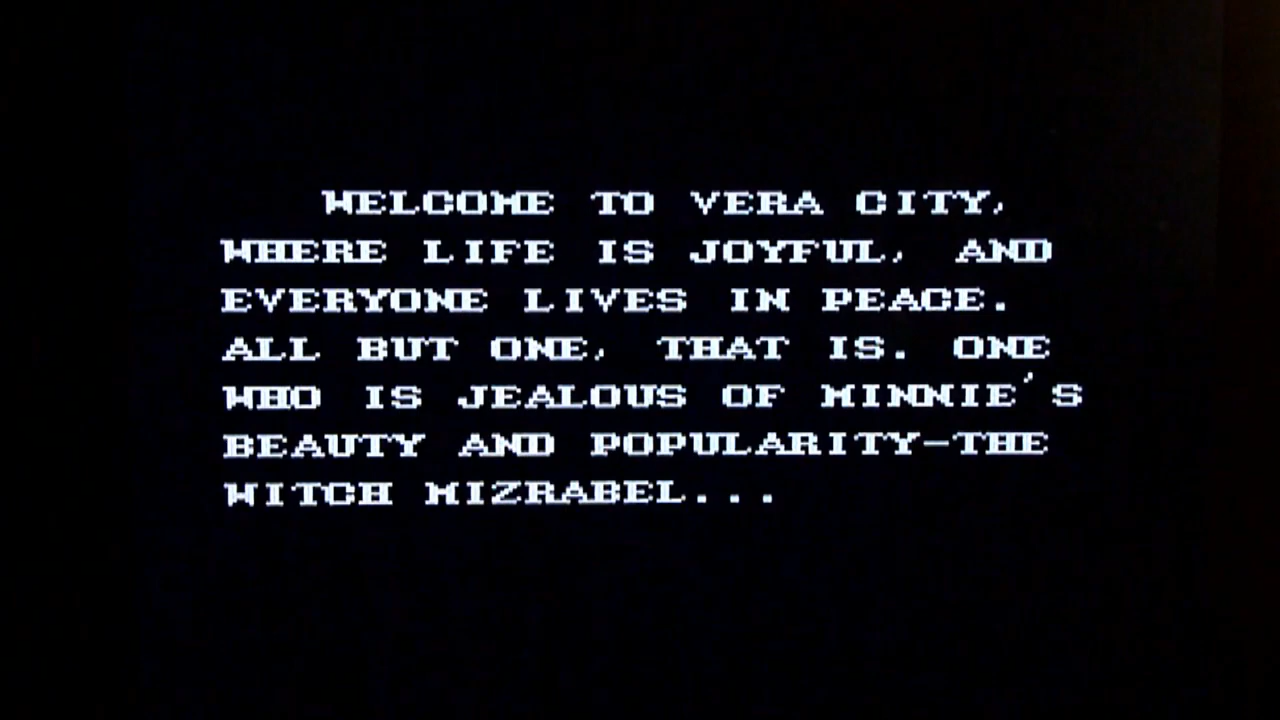 WELCOME TO VERA CITY,
WHERE LIFE IS JOYFUL, AND
EVERYONE LIVES IN PEACE.
ALL BUT ONE, THAT IS. ONE
WHO IS JEALOUS OF MINNIE'S
BEAUTY AND POPULARITY-THE
WITCH MIZRABEL...